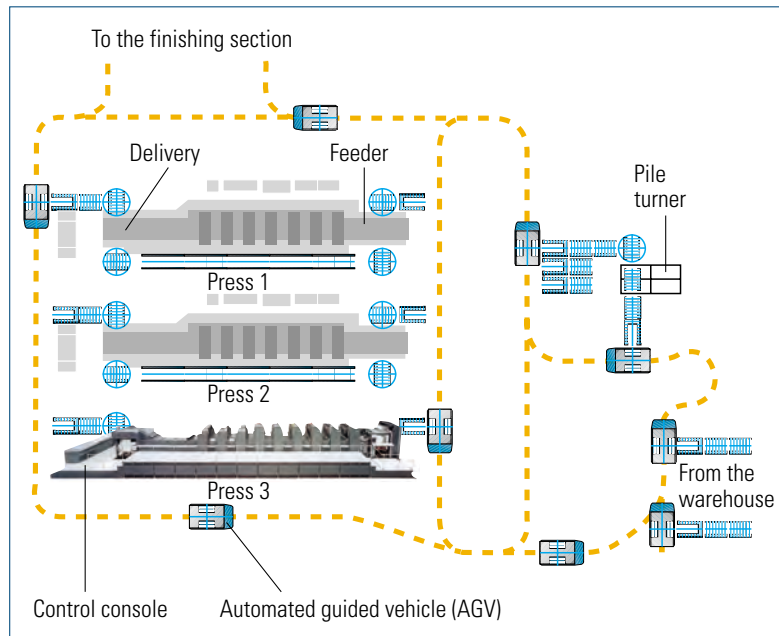 To the finishing section
Delivery
Feeder
Pile
turner
Press 1
Press 2
Press 3
From the
warehouse
Control console
Automated guided vehicle (AGV)